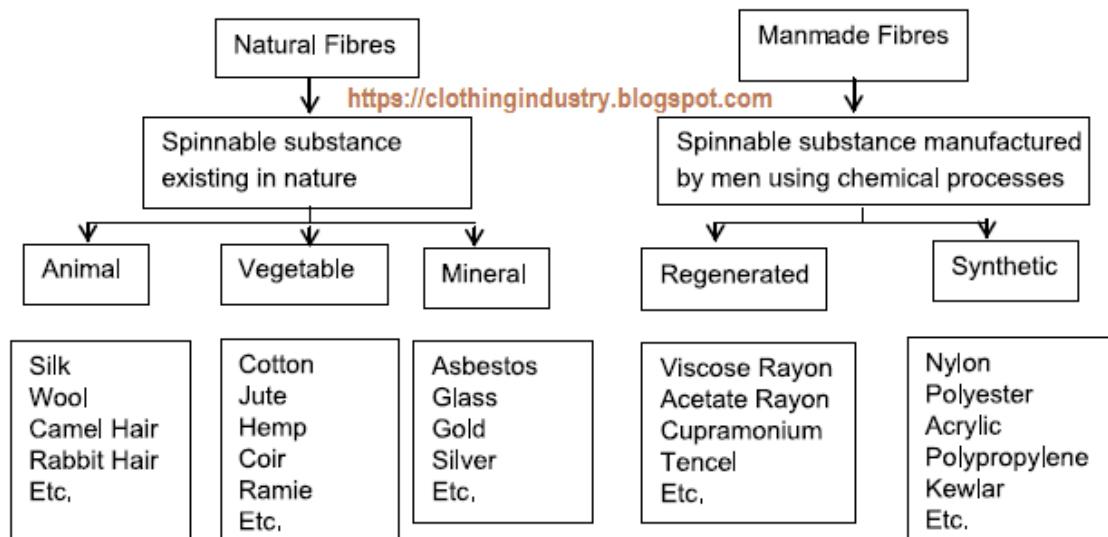 Natural Fibres
Manmade Fibres
https://clothingindustry.blogspot.com
Spinnable substance
existing in nature
Spinnable substance manufactured
by men using chemical processes
Animal
Vegetable
Mineral
Regenerated
Synthetic
Silk
Wool
Camel Hair
Rabbit Hair
Etc.
Cotton
Jute
Hemp
Coir
Ramie
Etc.
Asbestos
Glass
Gold
Silver
Etc.
Viscose Rayon
Acetate Rayon
Cupramonium
Tencel
Etc.
Nylon
Polyester
Acrylic
Polypropylene
Kewlar
Etc.